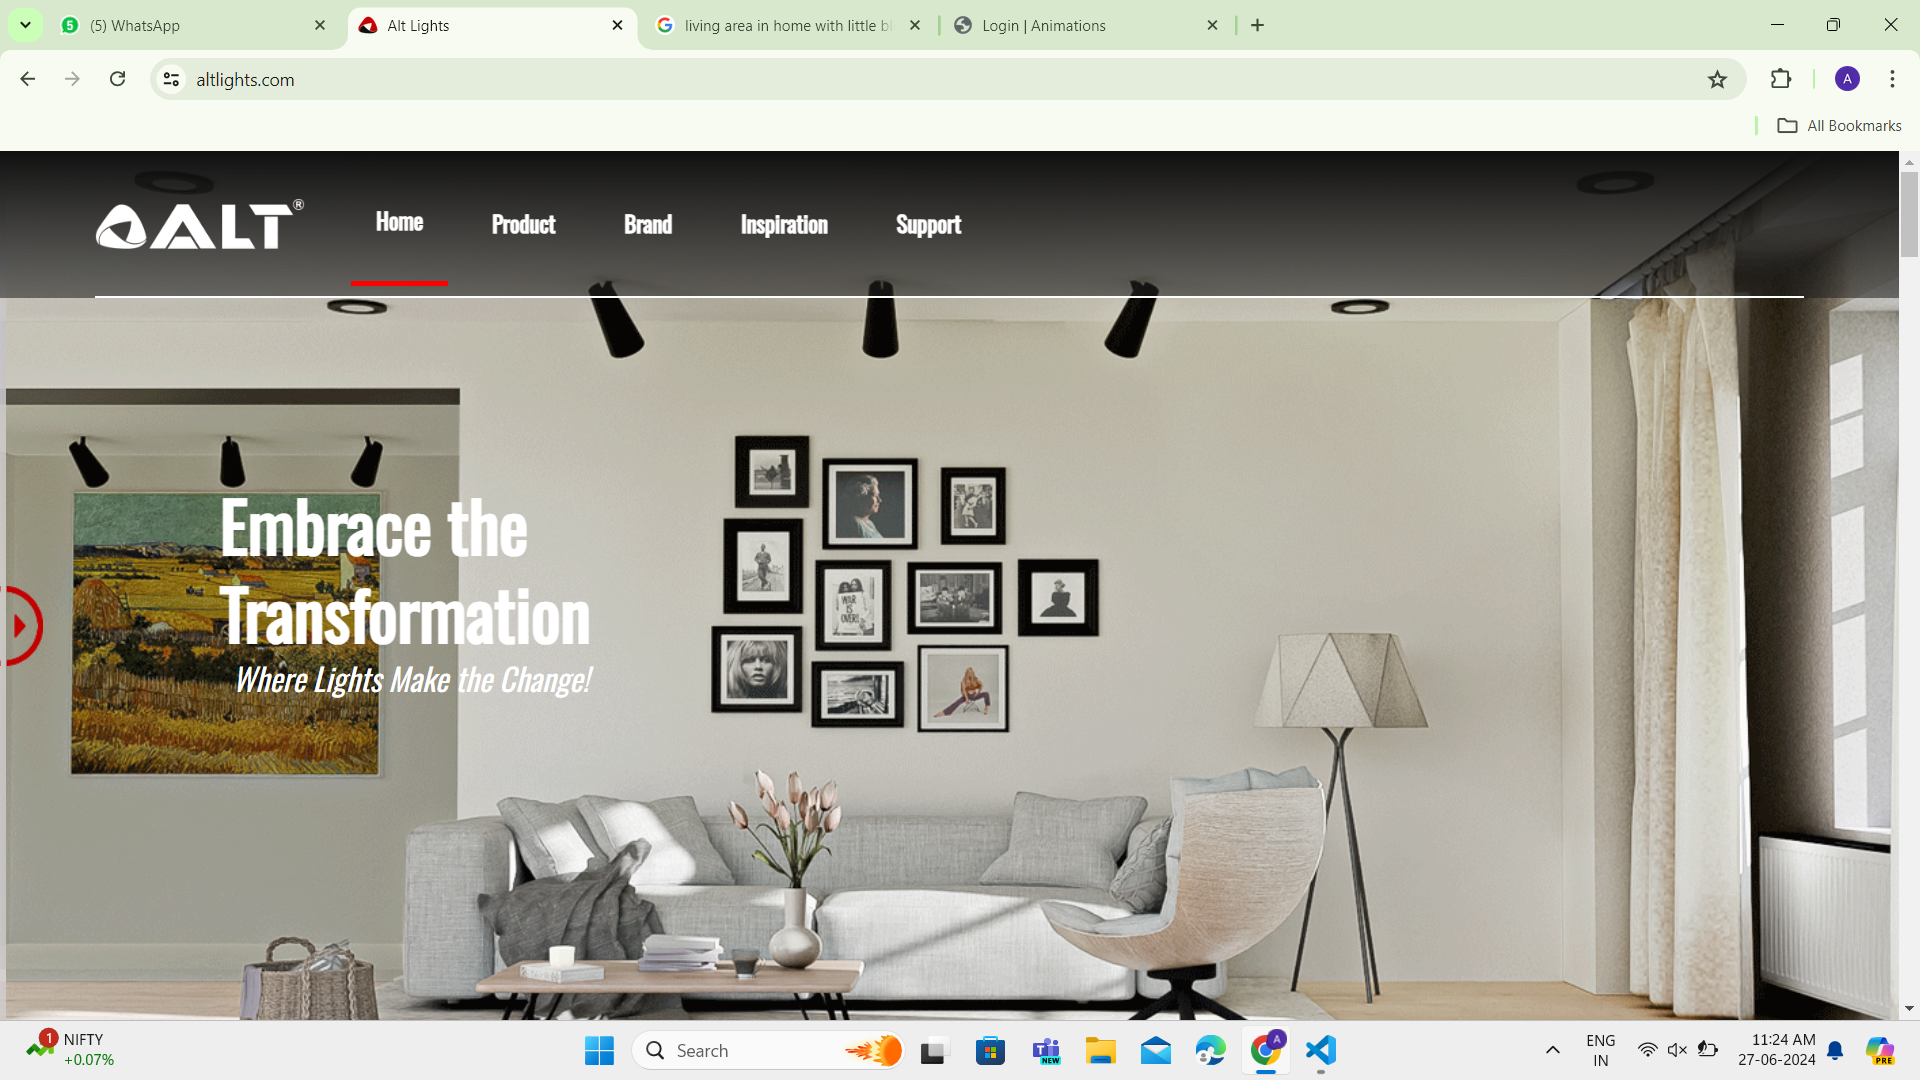 (5) WhatsApp
Alt Lights
living area in home with little bl
Login | Animations
altlights.com
A
All Bookmarks
ALT®
Home
Product
Brand
Inspiration
Support
Embrace the
Transformation
Where Lights Make the Change!
WAR
IS
OVER!
1
NIFTY
+0.07%
Search
NEW
A
ENG
IN
11:24 AM
27-06-2024
PRE